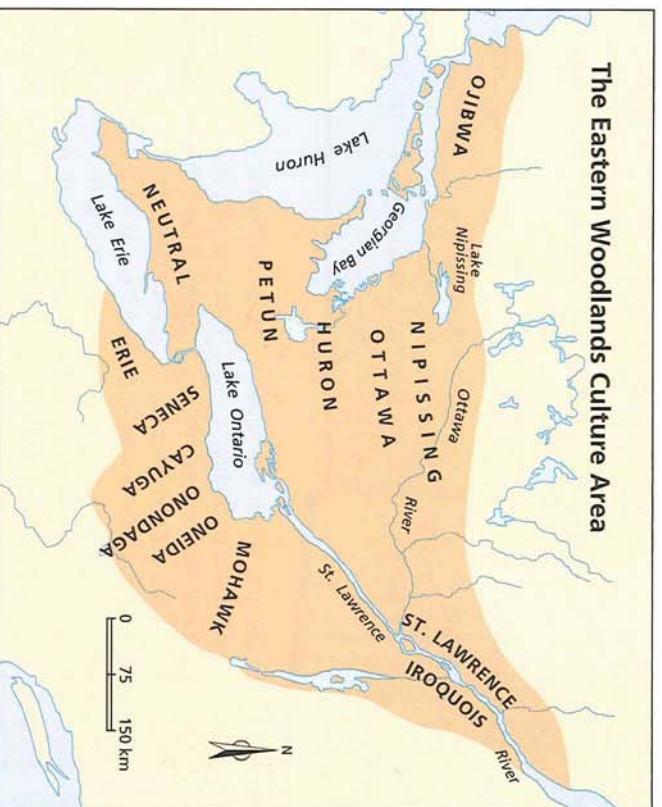 The Eastern Woodlands Culture Area
OJIBWA
Lake
Nipissing
NIPISSING
Ottawa
River
OTTAWA
Georgian Bay
Lake Huron
HURON
PETUN
ST. LAWRENCE
IROQUOIS
River
St. Lawrence
NEUTRAL
Lake Ontario
Lake Erie
ERIE
SENECA
CAYUGA
ONONDAGA
ONEIDA
MOHAWK
N
0 75 150 km